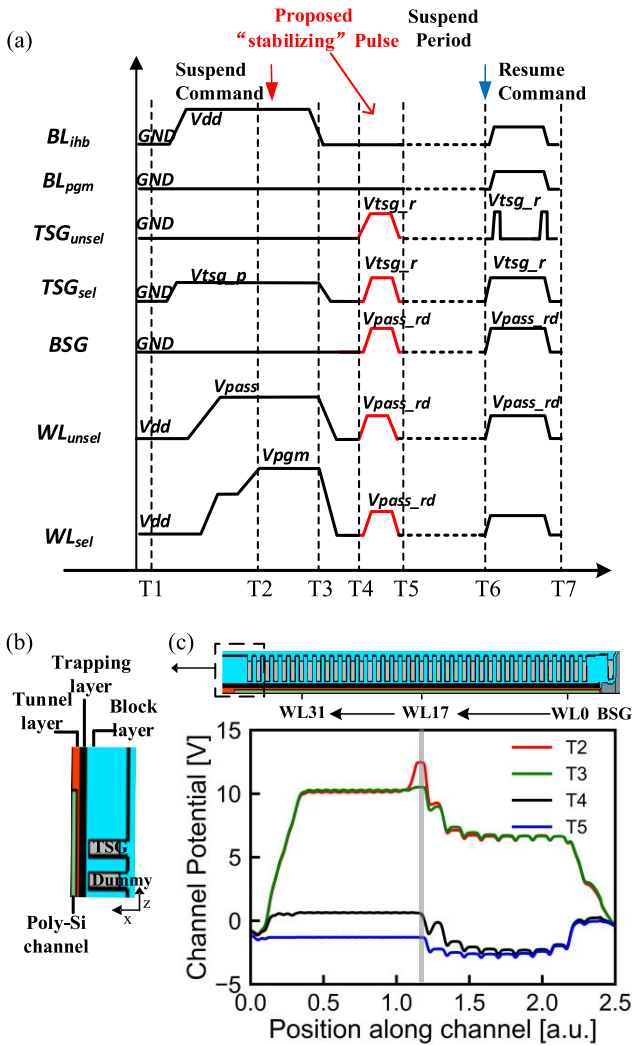 (a)
Proposed
“stabilizing” Pulse
Suspend
Period
Suspend
Command
Resume
Command
BLihb
GND
Vdd
BLpgm
GND
TSGunsel
GND
Vtsg_r
Vtsg_r
TSGsel
GND
Vtsg_p
Vtsg_r
Vtsg_r
BSG
GND
Vpass_rd
Vpass_rd
WLunsel
Vdd
Vpass
Vpass_rd
Vpass_rd
WLsel
Vdd
Vpgm
Vpass_rd
T1 T2 T3 T4 T5 T6 T7
(b)
Trapping
layer
Tunnel
layer
Block
layer
TSG
Dummy
x
z
Poly-Si
channel
(c)
WL31 WL17 WL0 BSG
Channel Potential [V]
15
10
5
0
−5
T2
T3
T4
T5
0.0 0.5 1.0 1.5 2.0 2.5
Position along channel [a.u.]